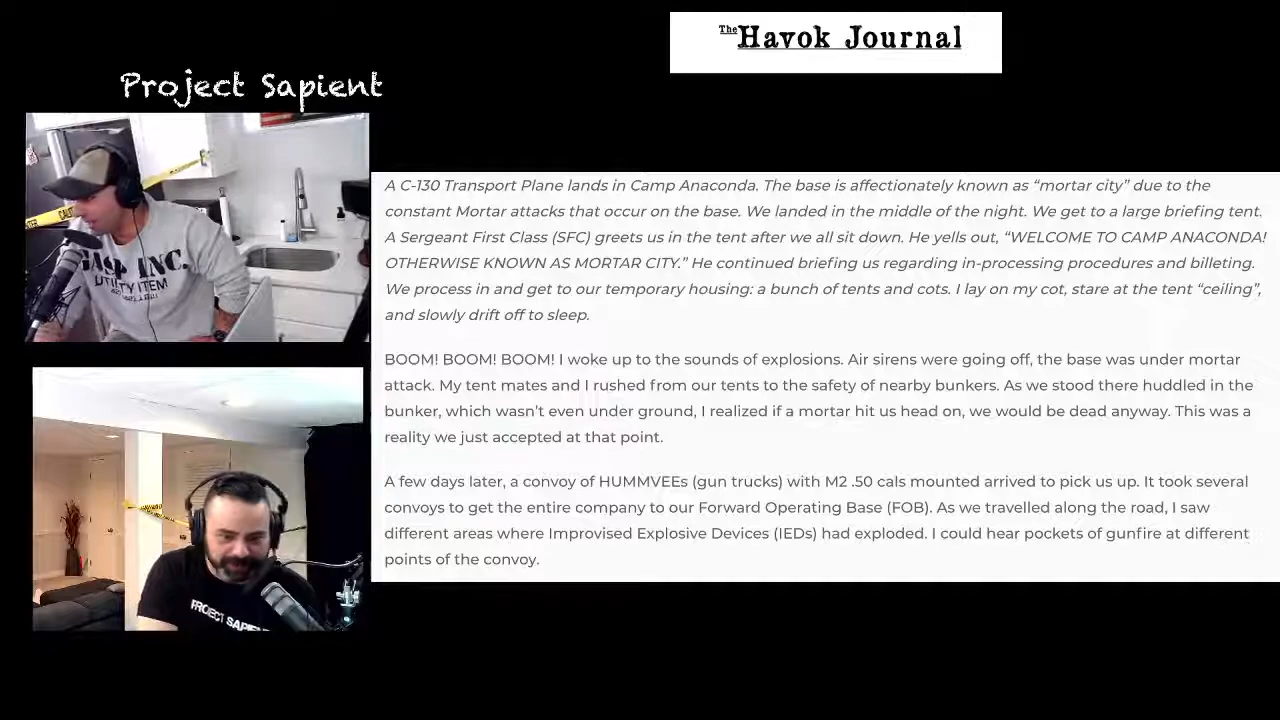 The Havok Journal
Project Sapient
A C-130 Transport Plane lands in Camp Anaconda. The base is affectionately known as “mortar city” due to the
constant Mortar attacks that occur on the base. We landed in the middle of the night. We get to a large briefing tent.
A Sergeant First Class (SFC) greets us in the tent after we all sit down. He yells out, “WELCOME TO CAMP ANACONDA!
OTHERWISE KNOWN AS MORTAR CITY.” He continued briefing us regarding in-processing procedures and billeting.
We process in and get to our temporary housing: a bunch of tents and cots. I lay on my cot, stare at the tent “ceiling”,
and slowly drift off to sleep.
BOOM! BOOM! BOOM! I woke up to the sounds of explosions. Air sirens were going off, the base was under mortar
attack. My tent mates and I rushed from our tents to the safety of nearby bunkers. As we stood there huddled in the
bunker, which wasn’t even under ground, I realized if a mortar hit us head on, we would be dead anyway. This was a
reality we just accepted at that point.
A few days later, a convoy of HUMMVEEs (gun trucks) with M2 .50 cals mounted arrived to pick us up. It took several
convoys to get the entire company to our Forward Operating Base (FOB). As we travelled along the road, I saw
different areas where Improvised Explosive Devices (IEDs) had exploded. I could hear pockets of gunfire at different
points of the convoy.
INC.
UTILITY ITEM
PROJECT SAPIEN